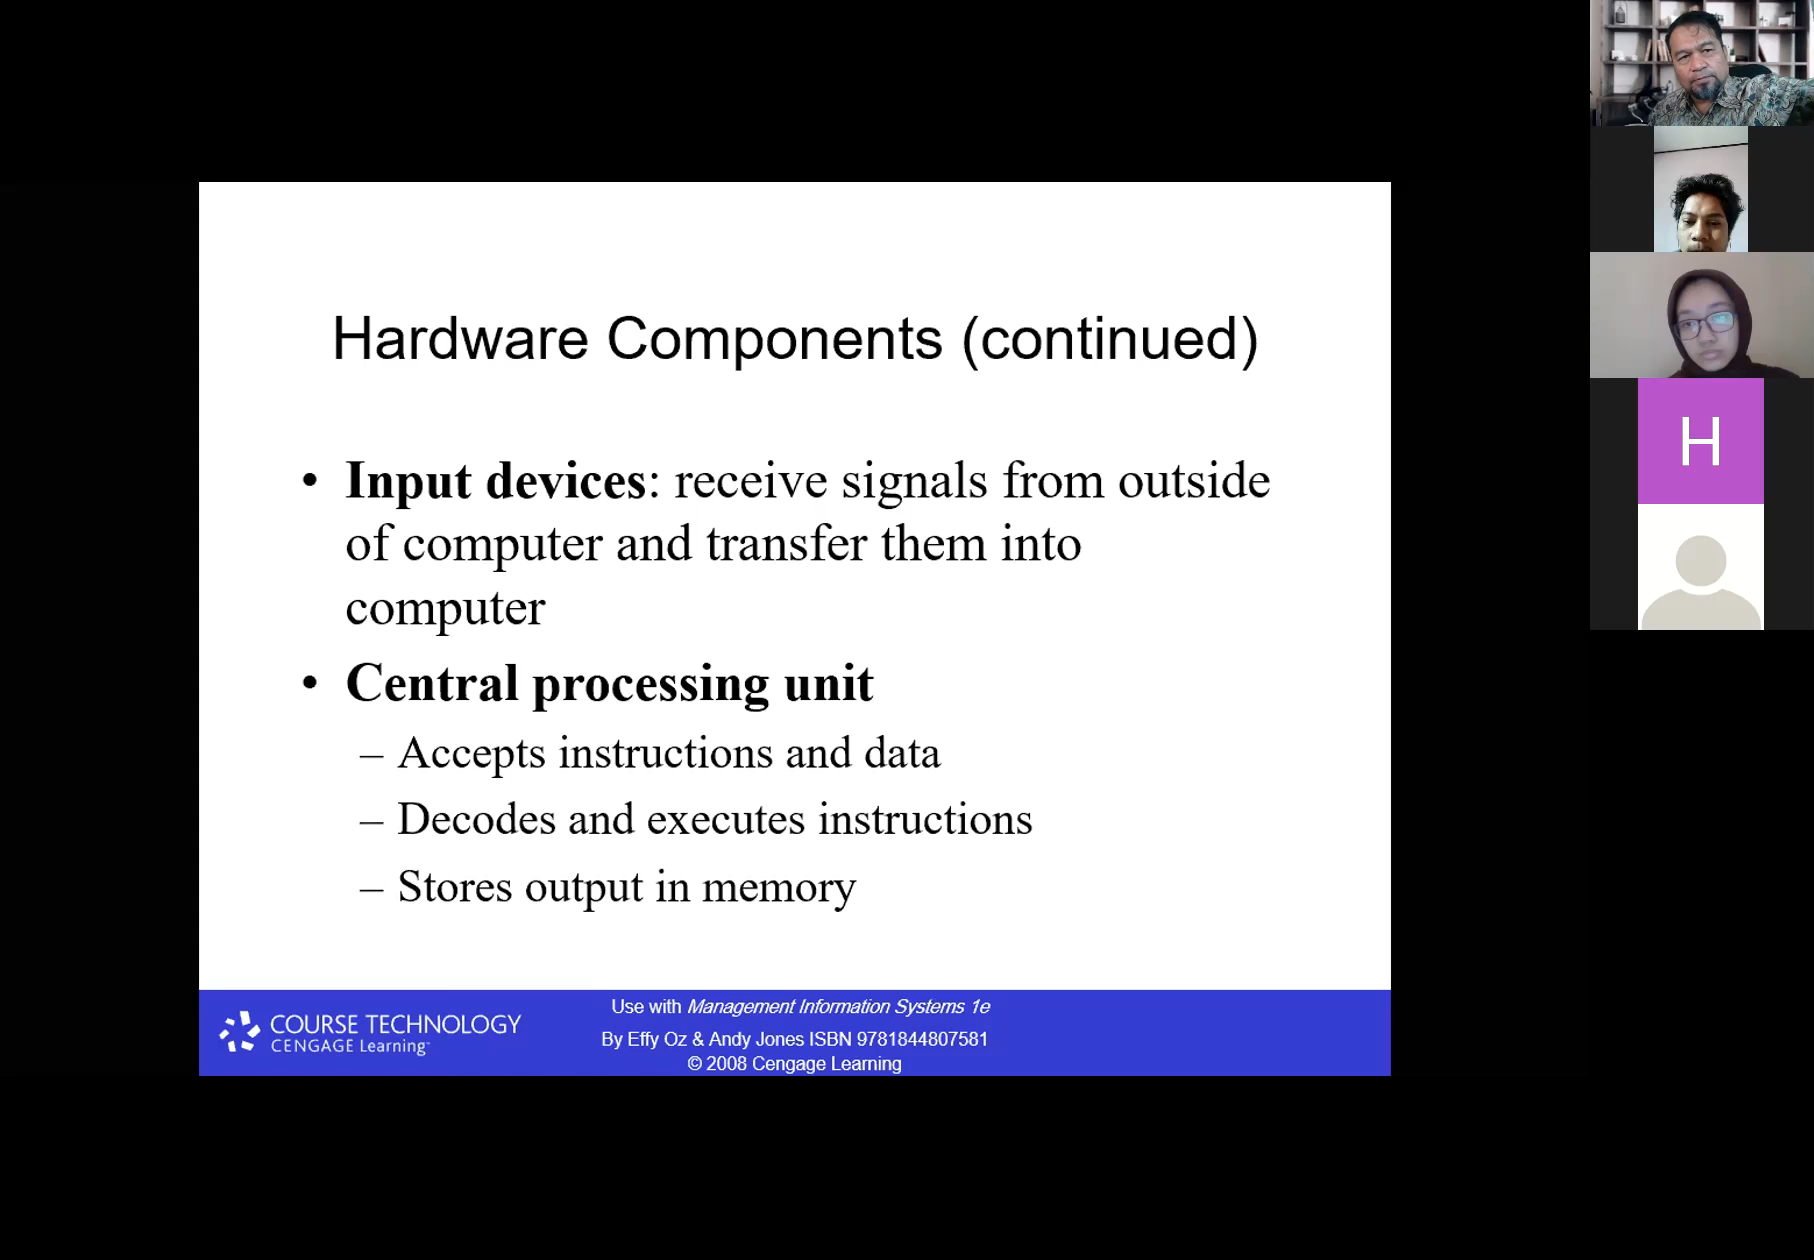 Hardware Components (continued)
• Input devices: receive signals from outside
of computer and transfer them into
computer
• Central processing unit
– Accepts instructions and data
– Decodes and executes instructions
– Stores output in memory
COURSE TECHNOLOGY
CENGAGE Learning™
Use with Management Information Systems 1e
By Effy Oz & Andy Jones ISBN 9781844807581
© 2008 Cengage Learning
H